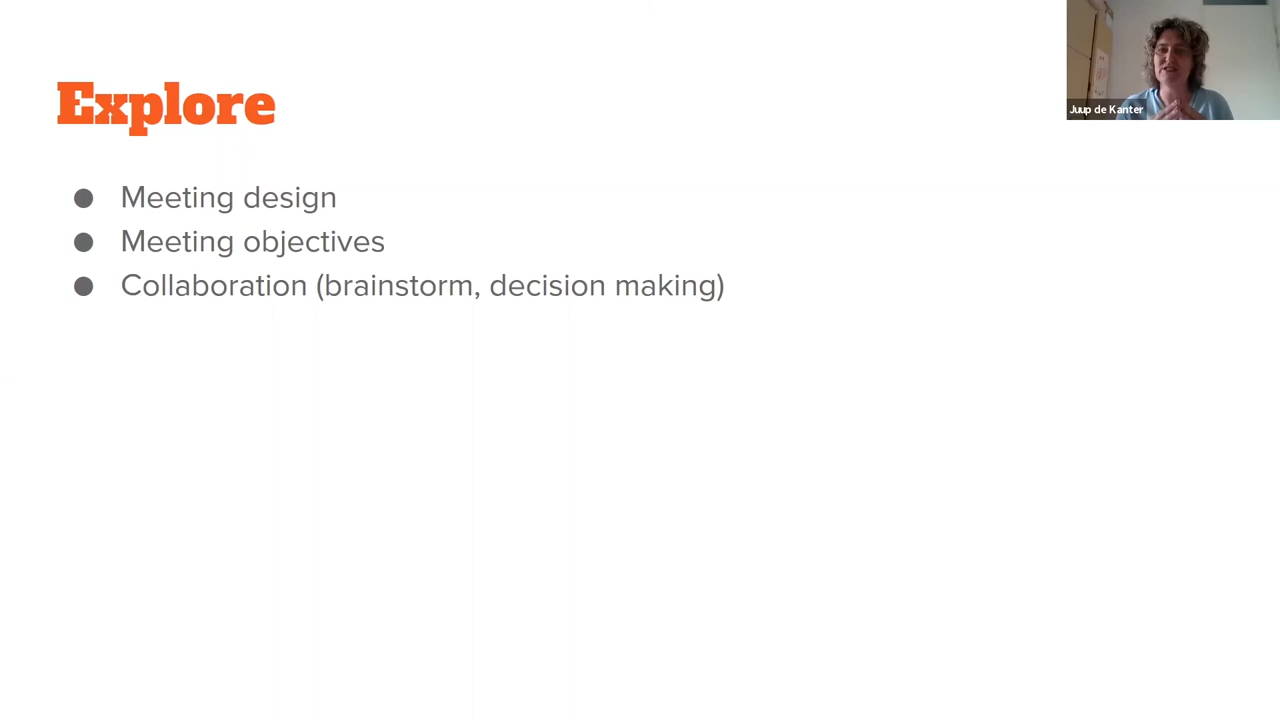 Explore
Juup de Kanter
● Meeting design
● Meeting objectives
● Collaboration (brainstorm, decision making)